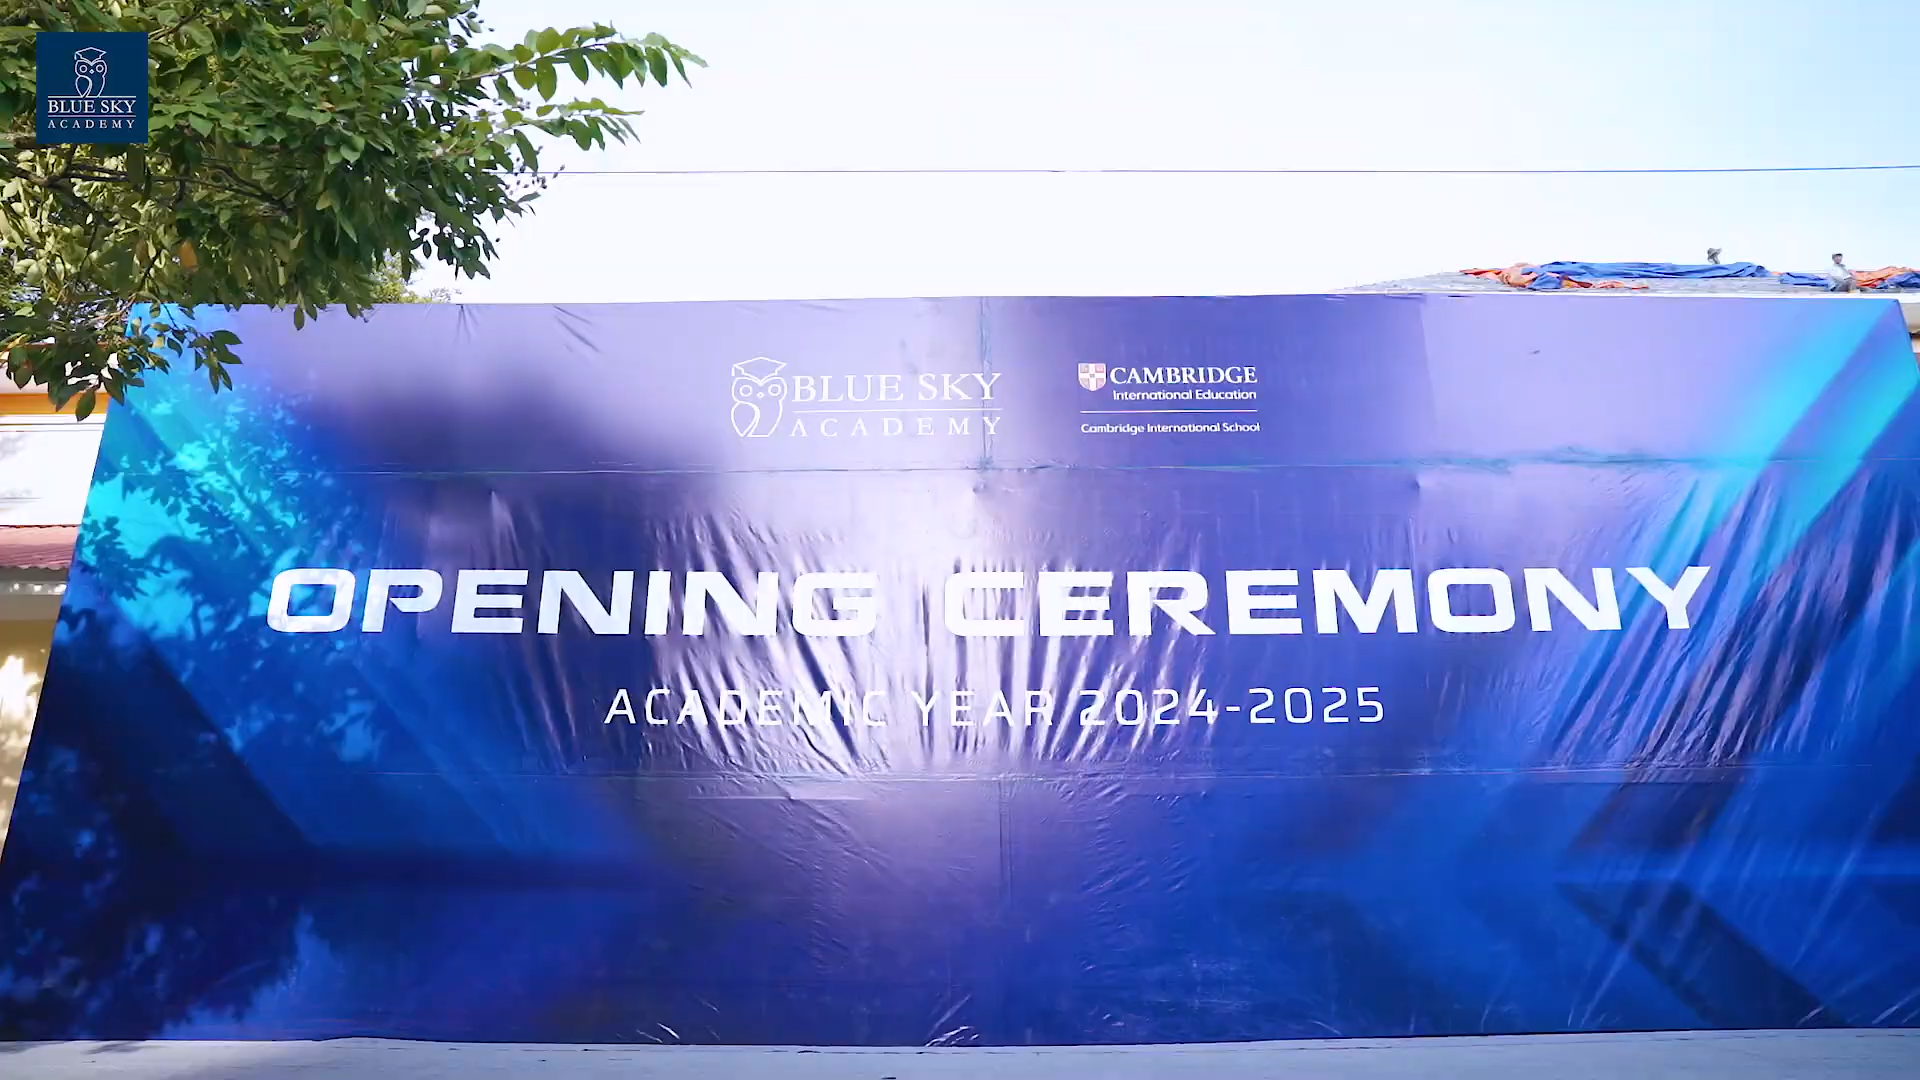 BLUE SKY
ACADEMY
BLUE SKY
ACADEMY
CAMBRIDGE
International Education
Cambridge International School
OPENING CEREMONY
ACADEMIC YEAR 2024-2025